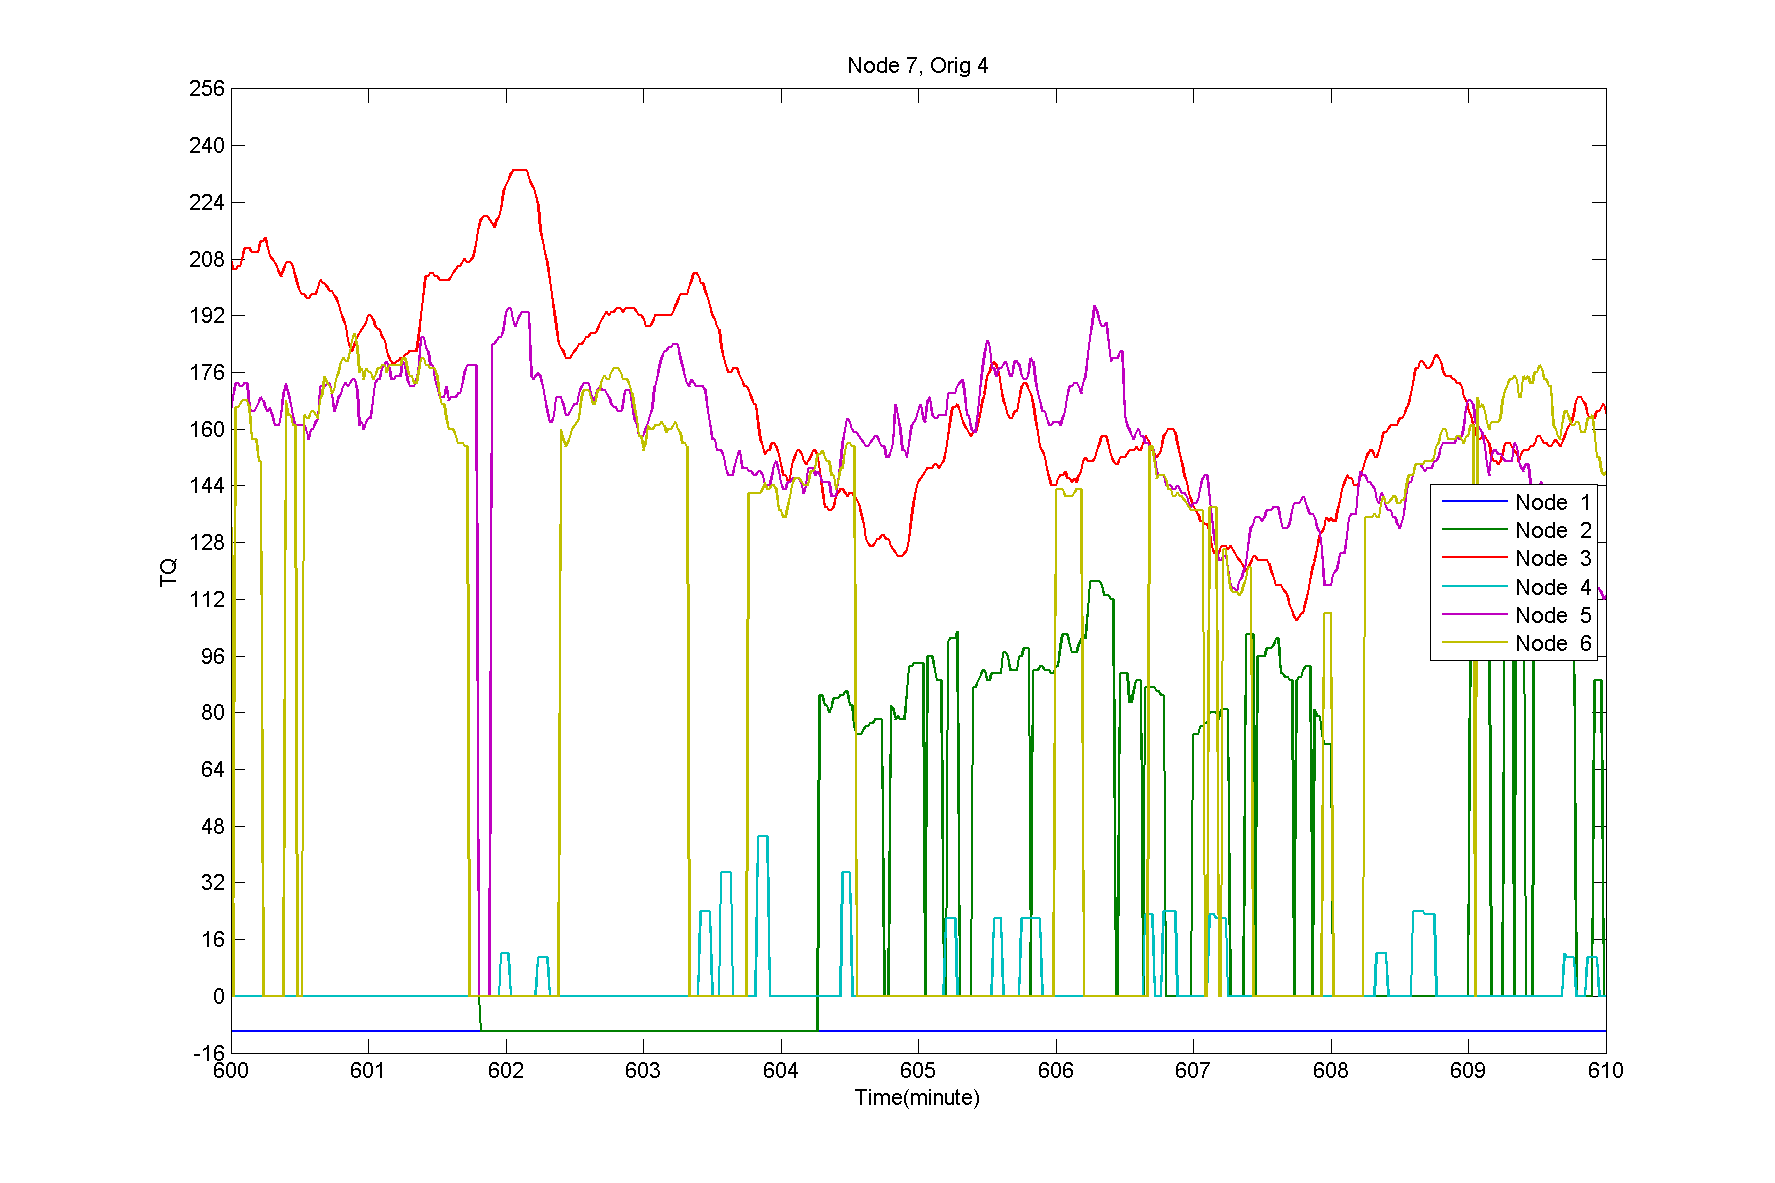 Node 7, Orig 4
256
240
224
208
192
176
160
144
128
112
96
80
64
48
32
16
0
-16
TQ
Node 1
Node 2
Node 3
Node 4
Node 5
Node 6
600 601 602 603 604 605 606 607 608 609 610
Time(minute)